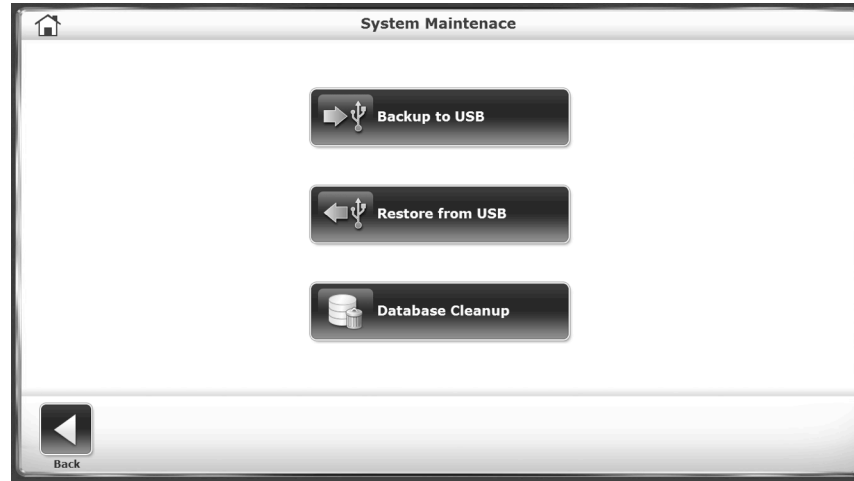 System Maintenace
Backup to USB
Restore from USB
Database Cleanup
Back